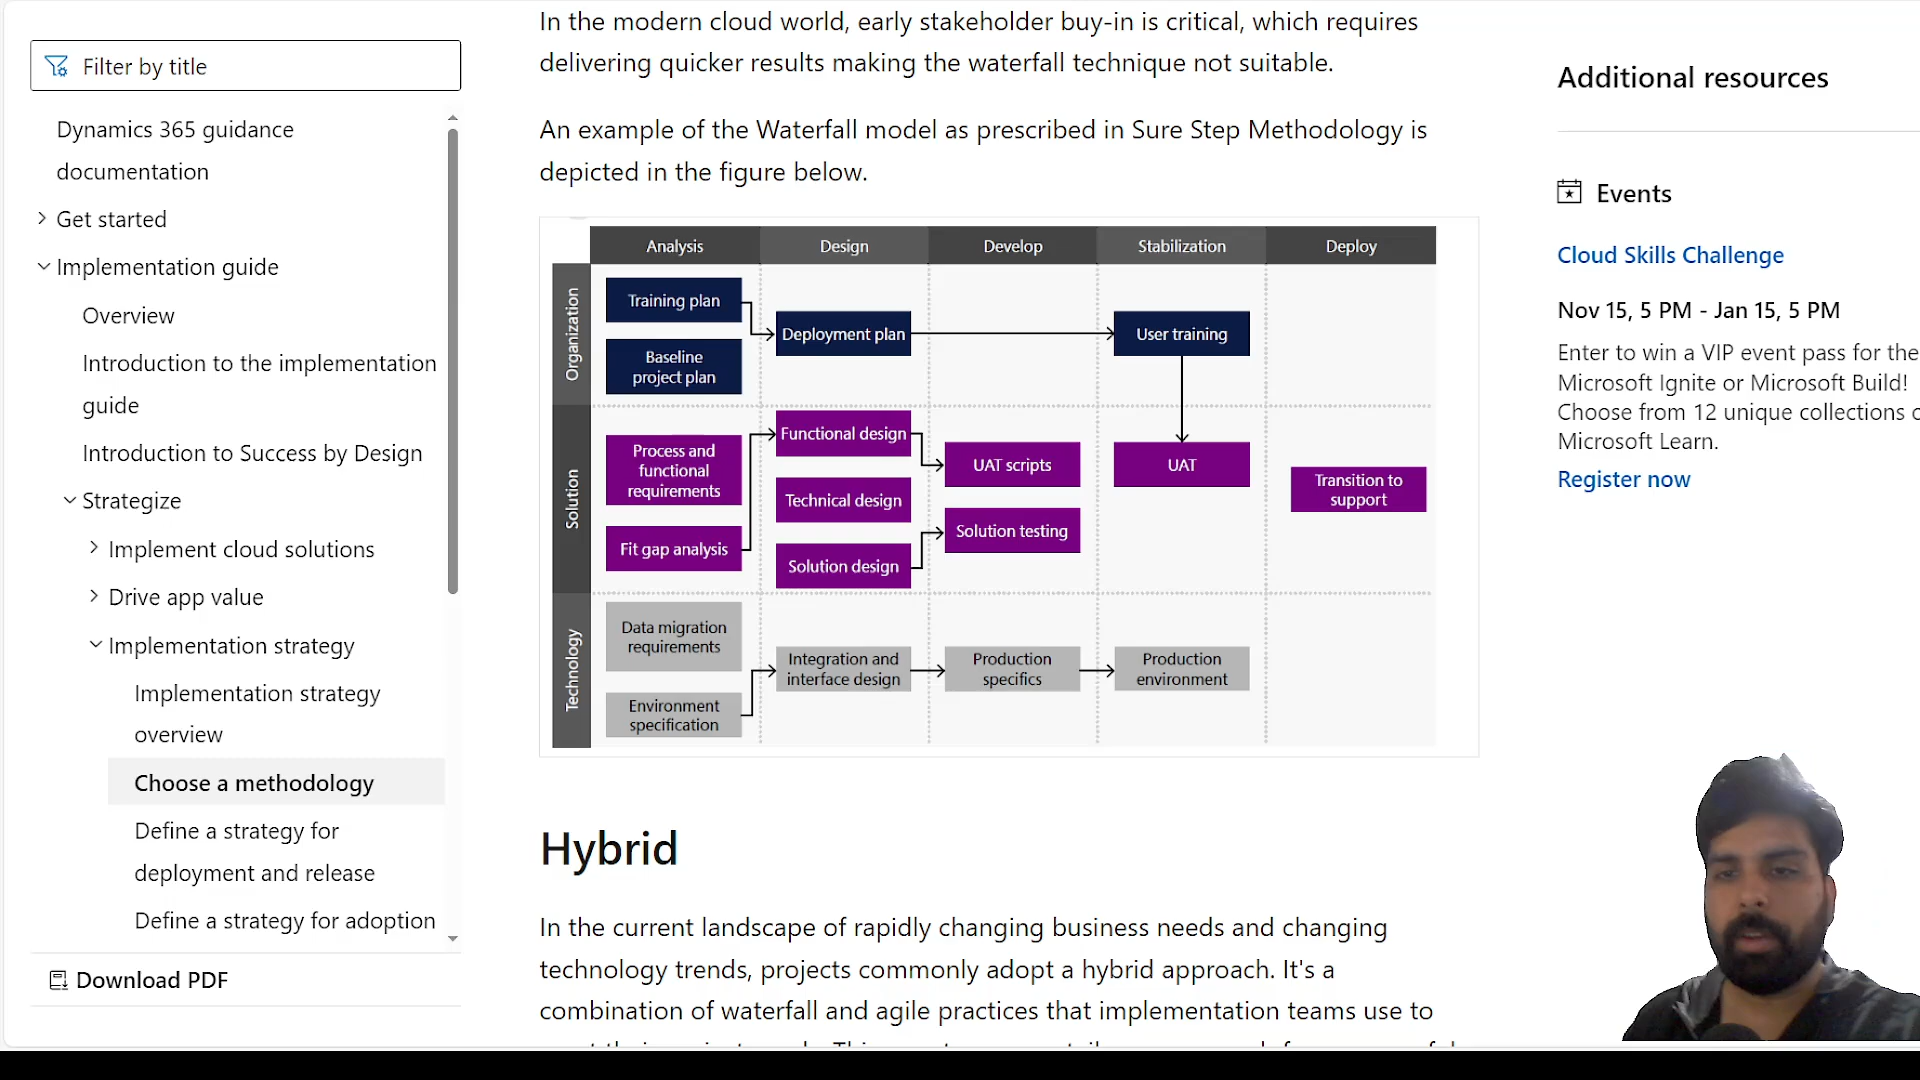 Filter by title
Dynamics 365 guidance
documentation
Get started
Implementation guide
Overview
Introduction to the implementation
guide
Introduction to Success by Design
Strategize
Implement cloud solutions
Drive app value
Implementation strategy
Implementation strategy
overview
Choose a methodology
Define a strategy for
deployment and release
Define a strategy for adoption
Download PDF
In the modern cloud world, early stakeholder buy-in is critical, which requires
delivering quicker results making the waterfall technique not suitable.
An example of the Waterfall model as prescribed in Sure Step Methodology is
depicted in the figure below.
Analysis
Design
Develop
Stabilization
Deploy
Organization
Training plan
Baseline
project plan
Deployment plan
User training
Solution
Process and
functional
requirements
Fit gap analysis
Functional design
Technical design
Solution design
UAT scripts
Solution testing
UAT
Transition to
support
Technology
Data migration
requirements
Environment
specification
Integration and
interface design
Production
specifics
Production
environment
Hybrid
In the current landscape of rapidly changing business needs and changing
technology trends, projects commonly adopt a hybrid approach. It's a
combination of waterfall and agile practices that implementation teams use to
Additional resources
Events
Cloud Skills Challenge
Nov 15, 5 PM - Jan 15, 5 PM
Enter to win a VIP event pass for the
Microsoft Ignite or Microsoft Build!
Choose from 12 unique collections
Microsoft Learn.
Register now